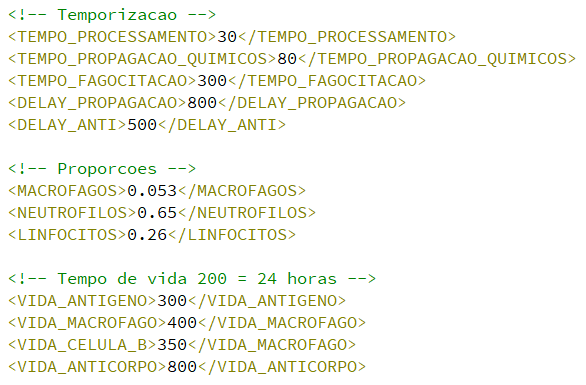 <!-- Temporizacao -->
<TEMPO_PROCESSAMENTO>30</TEMPO_PROCESSAMENTO>
<TEMPO_PROPAGACAO_QUIMICOS>80</TEMPO_PROPAGACAO_QUIMICOS>
<TEMPO_FAGOCITACAO>300</TEMPO_FAGOCITACAO>
<DELAY_PROPAGACAO>800</DELAY_PROPAGACAO>
<DELAY_ANTI>500</DELAY_ANTI>
<!-- Proporcoes -->
<MACROFAGOS>0.053</MACROFAGOS>
<NEUTROFILOS>0.65</NEUTROFILOS>
<LINFOCITOS>0.26</LINFOCITOS>
<!-- Tempo de vida 200 = 24 horas -->
<VIDA_ANTIGENO>300</VIDA_ANTIGENO>
<VIDA_MACROFAGO>400</VIDA_MACROFAGO>
<VIDA_CELULA_B>350</VIDA_MACROFAGO>
<VIDA_ANTICORPO>800</VIDA_ANTICORPO>